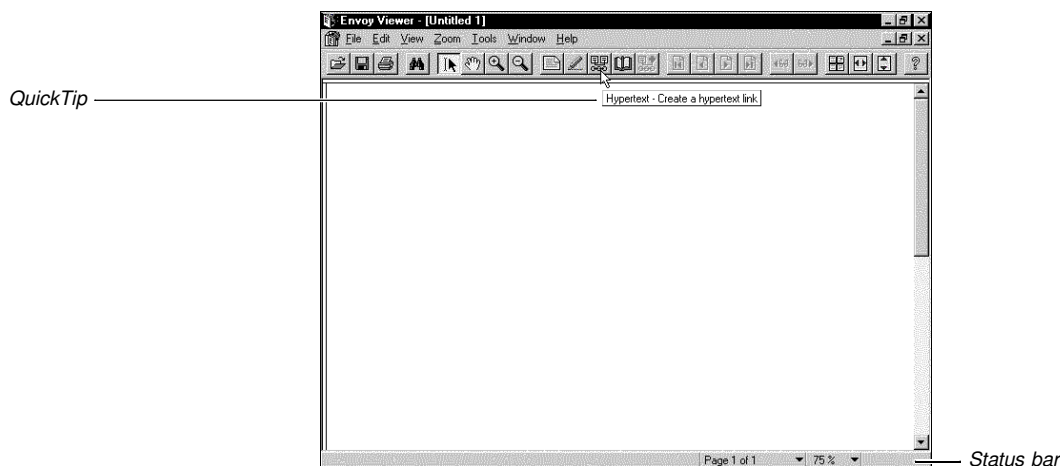 Envoy Viewer - [Untitled 1]
File Edit View Zoom Tools Window Help
QuickTip
Hypertext - Create a hypertext link
Page 1 of 1 75 %
Status bar